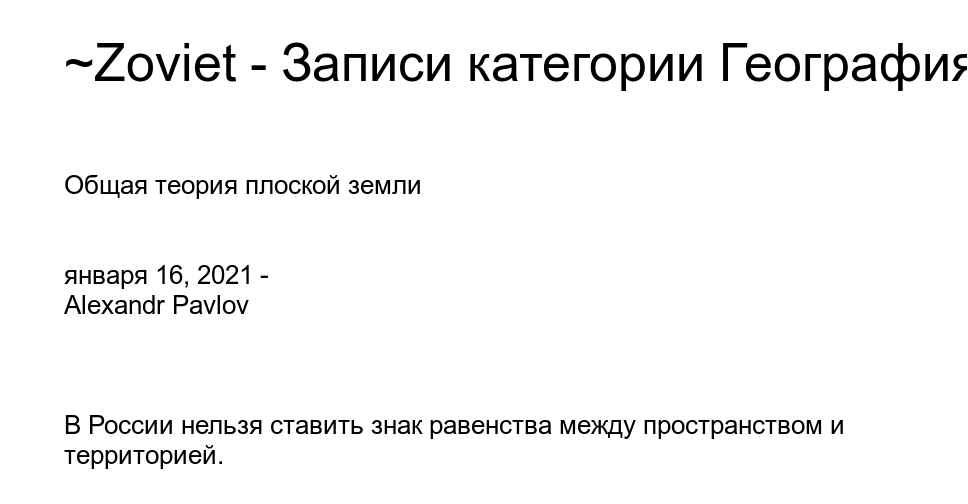 ~Zoviet - Записи категории География
Общая теория плоской земли
января 16, 2021 -
Alexandr Pavlov
В России нельзя ставить знак равенства между пространством и
территорией.